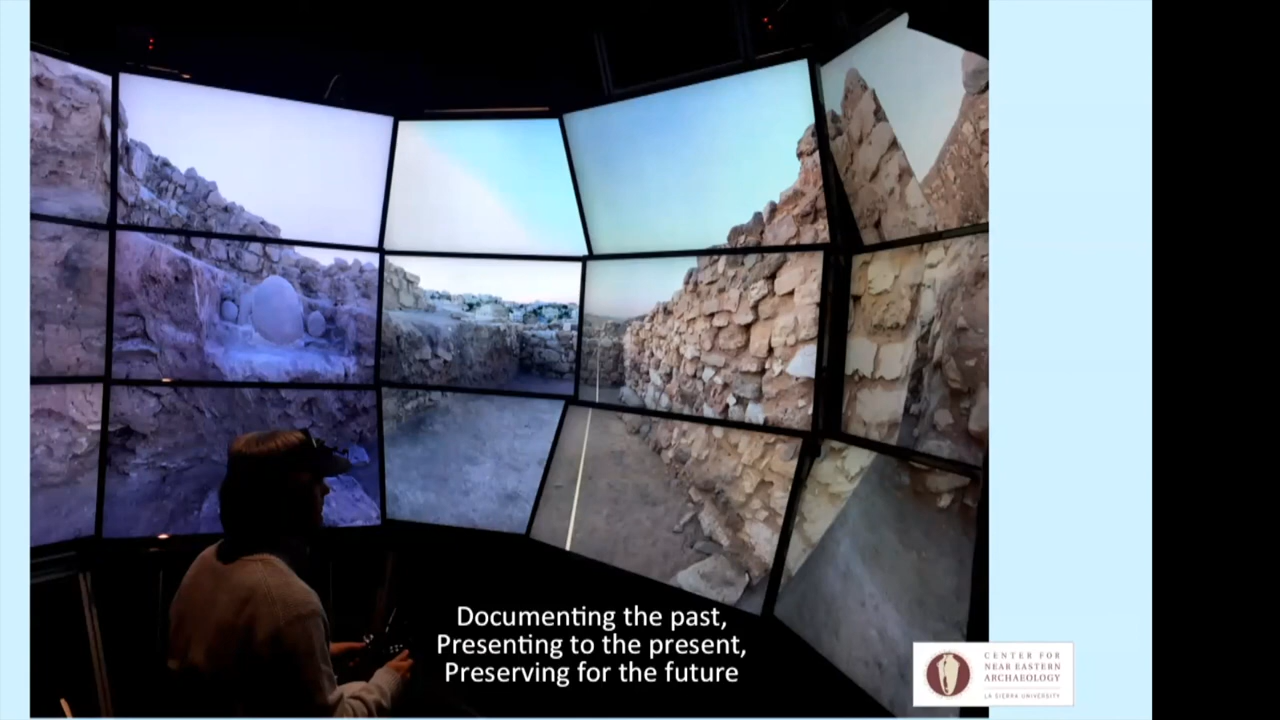 Documenting the past,
Presenting to the present,
Preserving for the future
CENTER FOR
NEAR EASTERN
ARCHAEOLOGY
LA SIERRA UNIVERSITY